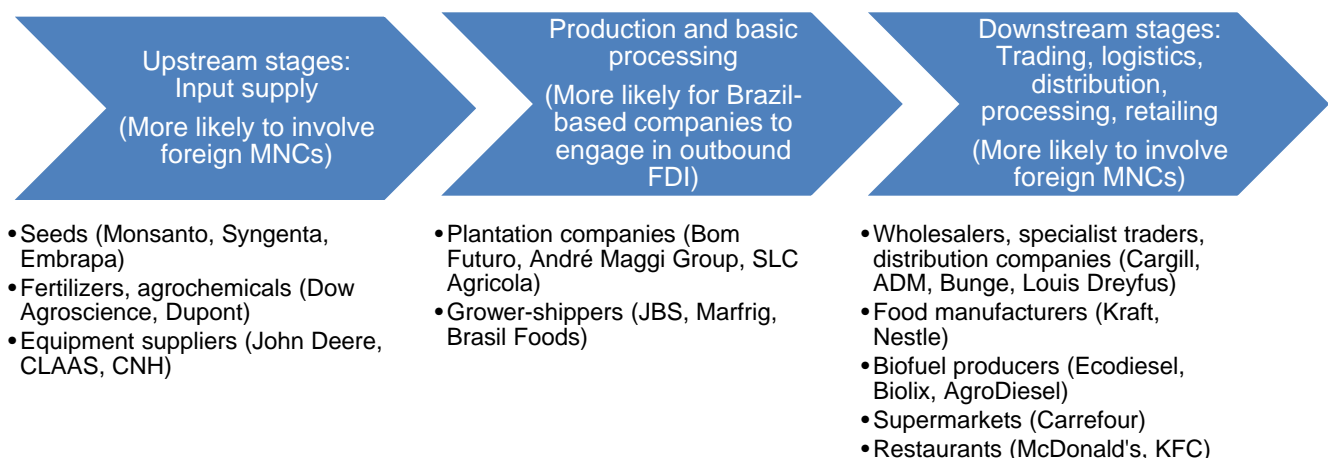 Upstream stages:
Input supply
(More likely to involve
foreign MNCs)
Production and basic
processing
(More likely for Brazil-
based companies to
engage in outbound
FDI)
Downstream stages:
Trading, logistics,
distribution,
processing, retailing
(More likely to involve
foreign MNCs)
•Seeds (Monsanto, Syngenta,
Embrapa)
•Fertilizers, agrochemicals (Dow
Agroscience, Dupont)
•Equipment suppliers (John Deere,
CLAAS, CNH)
•Plantation companies (Bom
Futuro, André Maggi Group, SLC
Agricola)
•Grower-shippers (JBS, Marfrig,
Brasil Foods)
•Wholesalers, specialist traders,
distribution companies (Cargill,
ADM, Bunge, Louis Dreyfus)
•Food manufacturers (Kraft,
Nestle)
•Biofuel producers (Ecodiesel,
Biolix, AgroDiesel)
•Supermarkets (Carrefour)
•Restaurants (McDonald's, KFC)